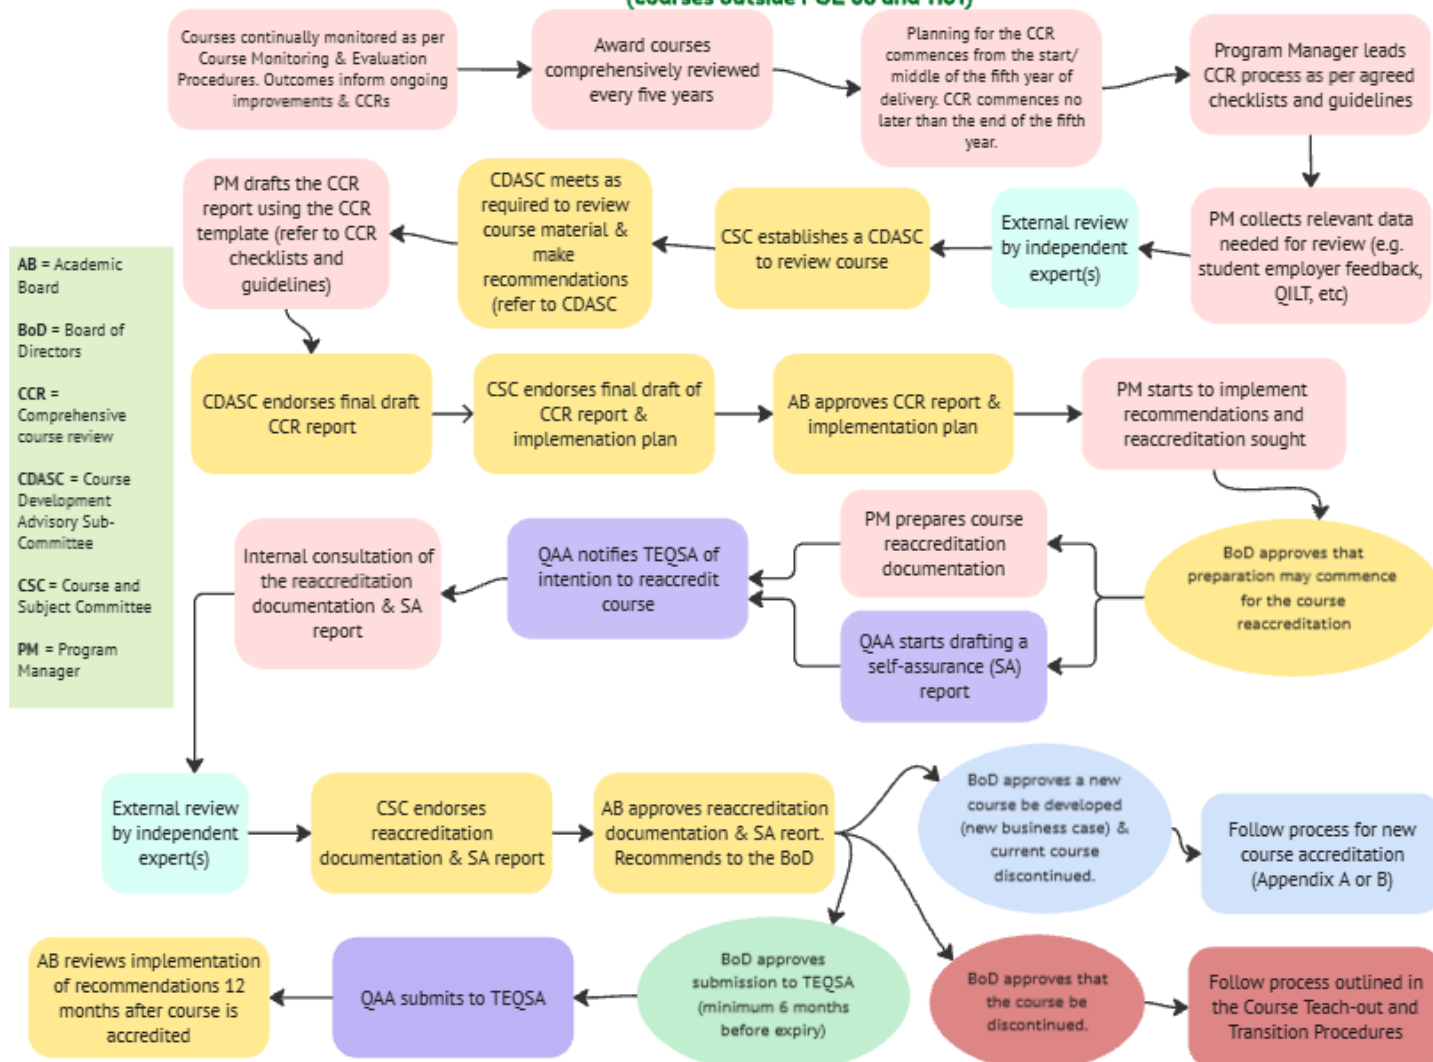 Courses continually monitored as per
Course Monitoring & Evaluation
Procedures. Outcomes inform ongoing
improvements & CCRs
Award courses
comprehensively reviewed
every five years
Planning for the CCR
commences from the start/
middle of the fifth year of
delivery. CCR commences no
later than the end of the fifth
year.
Program Manager leads
CCR process as per agreed
checklists and guidelines
PM collects relevant data
needed for review (e.g.
student employer feedback,
QILT, etc)
External review
by independent
expert(s)
CSC establishes a CDASC
to review course
CDASC meets as
required to review
course material &
make
recommendations
(refer to CDASC
PM drafts the CCR
report using the CCR
template (refer to CCR
checklists and
guidelines)
AB = Academic
Board
BoD = Board of
Directors
CCR =
Comprehensive
course review
CDASC = Course
Development
Advisory Sub-
Committee
CSC = Course and
Subject Committee
PM = Program
Manager
CDASC endorses final draft
CCR report
CSC endorses final draft of
CCR report &
implemenation plan
AB approves CCR report &
implementation plan
PM starts to implement
recommendations and
reaccreditation sought
BoD approves that
preparation may commence
for the course
reaccreditation
PM prepares course
reaccreditation
documentation
QAA starts drafting a
self-assurance (SA)
report
QAA notifies TEQSA of
intention to reaccredit
course
Internal consultation of
the reaccreditation
documentation & SA
report
External review
by independent
expert(s)
CSC endorses
reaccreditation
documentation & SA report
AB approves reaccreditation
documentation & SA reort.
Recommends to the BoD
BoD approves a new
course be developed
(new business case) &
current course
discontinued.
Follow process for new
course accreditation
(Appendix A or B)
BoD approves that
the course be
discontinued.
Follow process outlined in
the Course Teach-out and
Transition Procedures
BoD approves
submission to TEQSA
(minimum 6 months
before expiry)
QAA submits to TEQSA
AB reviews implementation
of recommendations 12
months after course is
accredited